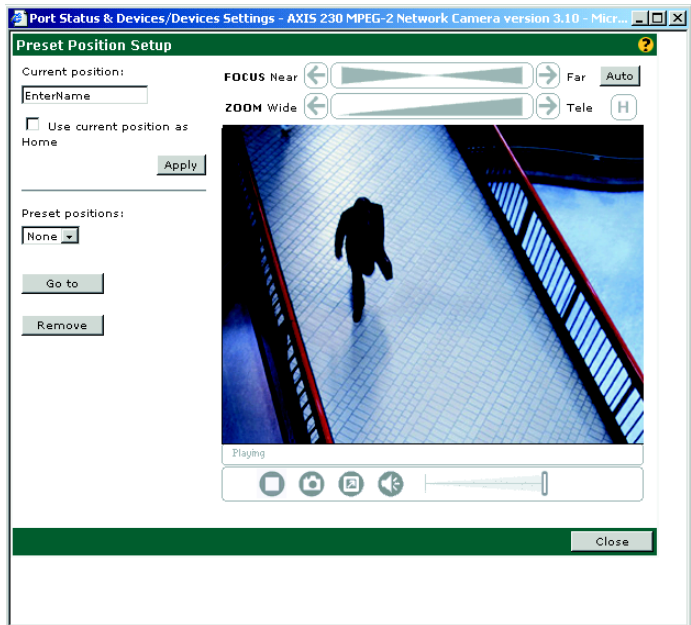 Port Status & Devices/Devices Settings - AXIS 230 MPEG-2 Network Camera version 3.10 - Micr...
Preset Position Setup
?
Current position:
EnterName
Use current position as
Home
Apply
Preset positions:
None
Go to
Remove
FOCUS Near
Far
Auto
ZOOM Wide
Tele
H
Playing
Close